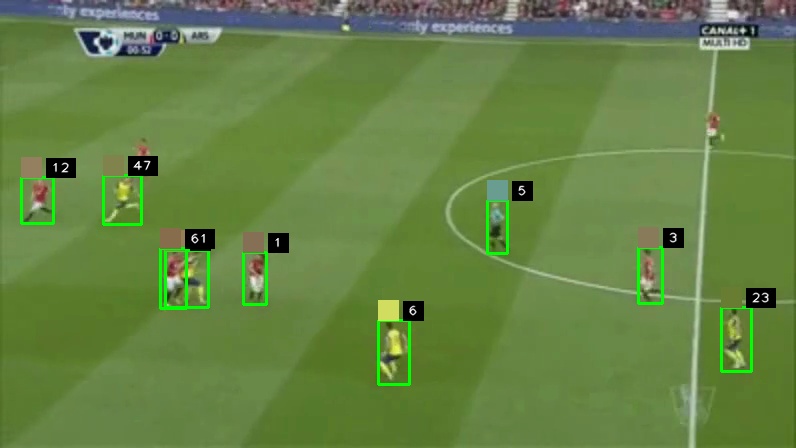 ly experiences
only experiences
MUN 0-0 ARS
00:52
CANAL+ 1
MULTI HD
12
47
5
61
1
3
23
6